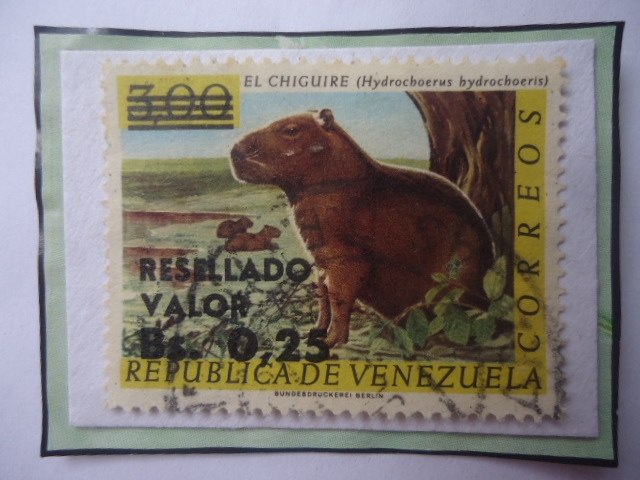 3,00
EL CHIGUIRE (Hydrochoerus hydrochoeris)
CORREOS
RESELLADO
VALOR
Bs. 0,25
REPUBLICA DE VENEZUELA
BUNDESDRUCKEREI BERLIN